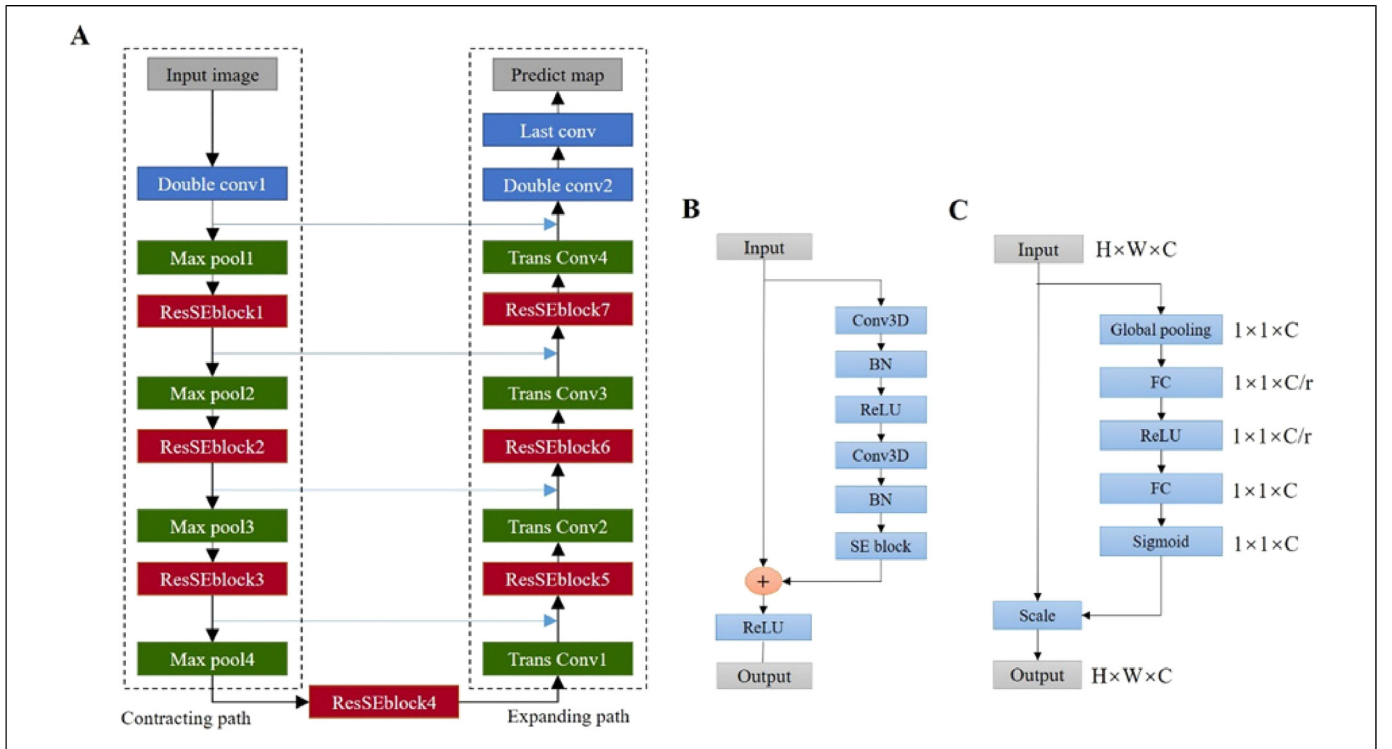 A
Input image
Double conv1
Max pool1
ResSEblock1
Max pool2
ResSEblock2
Max pool3
ResSEblock3
Max pool4
Contracting path
ResSEblock4
Predict map
Last conv
Double conv2
Trans Conv4
ResSEblock7
Trans Conv3
ResSEblock6
Trans Conv2
ResSEblock5
Trans Conv1
Expanding path
B
Input
Conv3D
BN
ReLU
Conv3D
BN
SE block
+
ReLU
Output
C
Input H×W×C
Global pooling 1×1×C
FC 1×1×C/r
ReLU 1×1×C/r
FC 1×1×C
Sigmoid 1×1×C
Scale
Output H×W×C